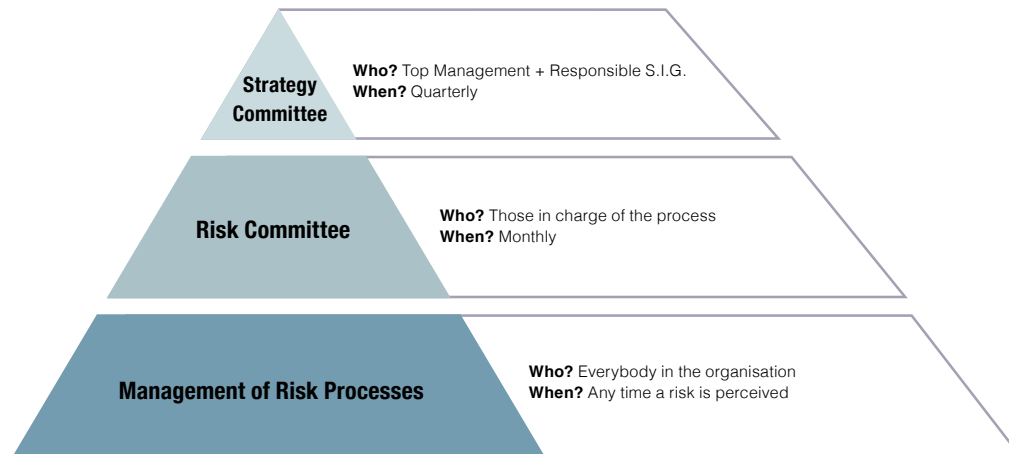 Strategy
Committee
Who? Top Management + Responsible S.I.G.
When? Quarterly
Risk Committee
Who? Those in charge of the process
When? Monthly
Management of Risk Processes
Who? Everybody in the organisation
When? Any time a risk is perceived